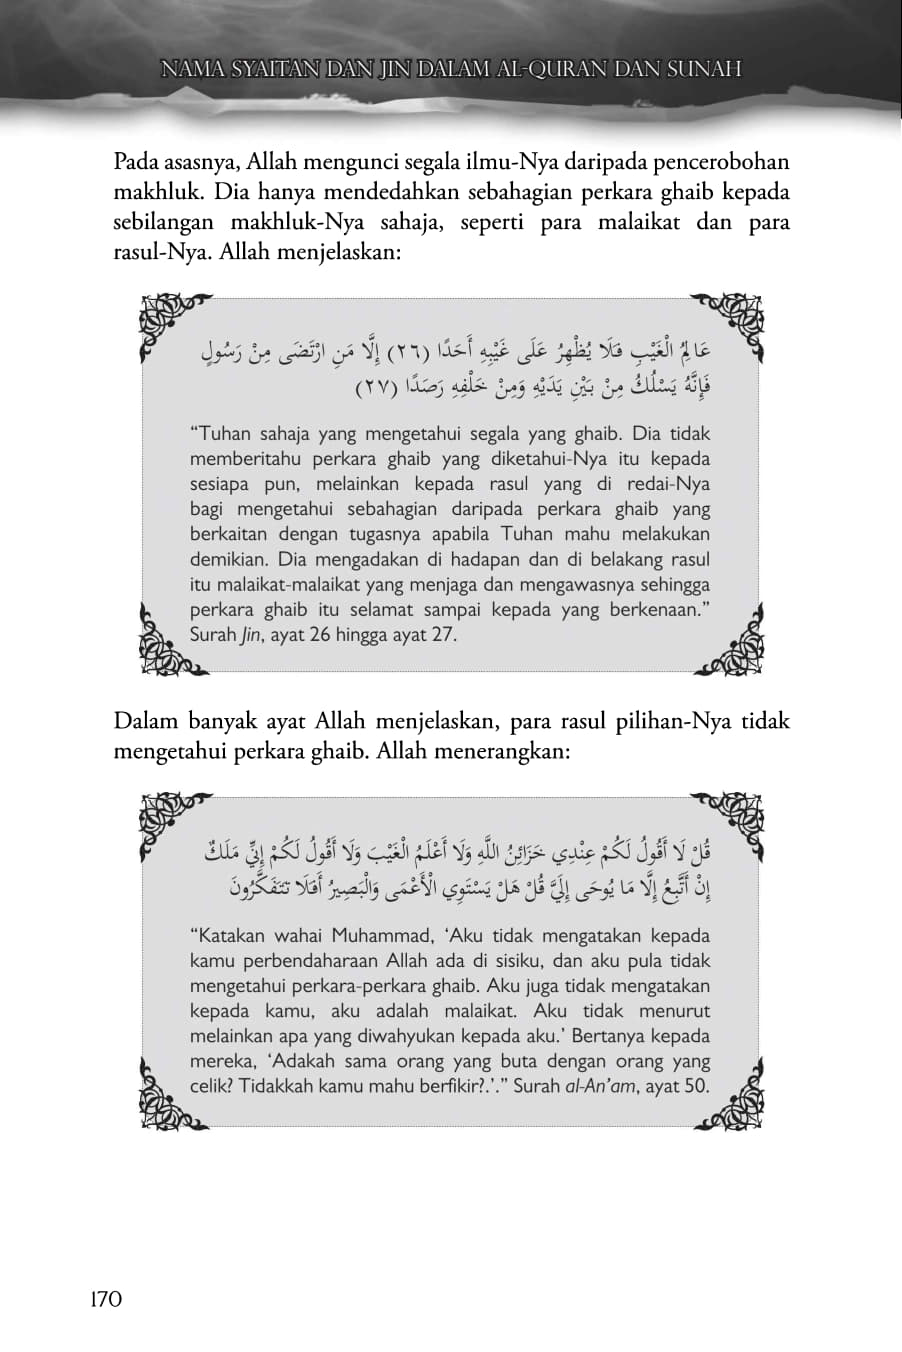 NAMA SYAITAN DAN JIN DALAM AL-QURAN DAN SUNAH
Pada asasnya, Allah mengunci segala ilmu-Nya daripada pencerobohan
makhluk. Dia hanya mendedahkan sebahagian perkara ghaib kepada
sebilangan makhluk-Nya sahaja, seperti para malaikat dan para
rasul-Nya. Allah menjelaskan:
عَالِمُ الْغَيْبِ فَلَا يُظْهِرُ عَلَى غَيْبِهِ أَحَدًا (٢٦) إِلَّا مَنِ ارْتَضَى مِنْ رَسُولٍ
فَإِنَّهُ يَسْلُكُ مِنْ بَيْنِ يَدَيْهِ وَمِنْ خَلْفِهِ رَصَدًا (٢٧)
“Tuhan sahaja yang mengetahui segala yang ghaib. Dia tidak
memberitahu perkara ghaib yang diketahui-Nya itu kepada
sesiapa pun, melainkan kepada rasul yang di redai-Nya
bagi mengetahui sebahagian daripada perkara ghaib yang
berkaitan dengan tugasnya apabila Tuhan mahu melakukan
demikian. Dia mengadakan di hadapan dan di belakang rasul
itu malaikat-malaikat yang menjaga dan mengawasnya sehingga
perkara ghaib itu selamat sampai kepada yang berkenaan.”
Surah Jin, ayat 26 hingga ayat 27.
Dalam banyak ayat Allah menjelaskan, para rasul pilihan-Nya tidak
mengetahui perkara ghaib. Allah menerangkan:
قُلْ لَا أَقُولُ لَكُمْ عِنْدِي خَزَائِنُ اللَّهِ وَلَا أَعْلَمُ الْغَيْبَ وَلَا أَقُولُ لَكُمْ إِنِّي مَلَكٌ
إِنْ أَتَّبِعُ إِلَّا مَا يُوحَى إِلَيَّ قُلْ هَلْ يَسْتَوِي الْأَعْمَى وَالْبَصِيرُ أَفَلَا تَتَفَكَّرُونَ
“Katakan wahai Muhammad, ‘Aku tidak mengatakan kepada
kamu perbendaharaan Allah ada di sisiku, dan aku pula tidak
mengetahui perkara-perkara ghaib. Aku juga tidak mengatakan
kepada kamu, aku adalah malaikat. Aku tidak menurut
melainkan apa yang diwahyukan kepada aku.’ Bertanya kepada
mereka, ‘Adakah sama orang yang buta dengan orang yang
celik? Tidakkah kamu mahu berfikir?.’.” Surah al-An’am, ayat 50.
170